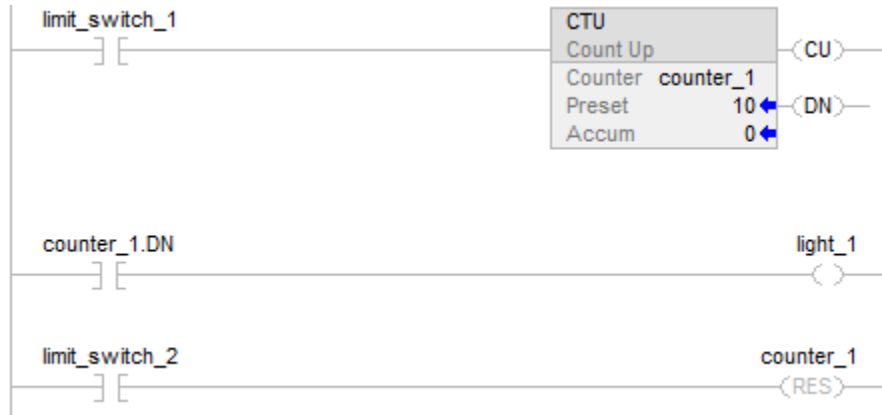 limit_switch_1
CTU
Count Up
CU
Counter counter_1
Preset 10
DN
Accum 0
counter_1.DN
light_1
limit_switch_2
counter_1
RES